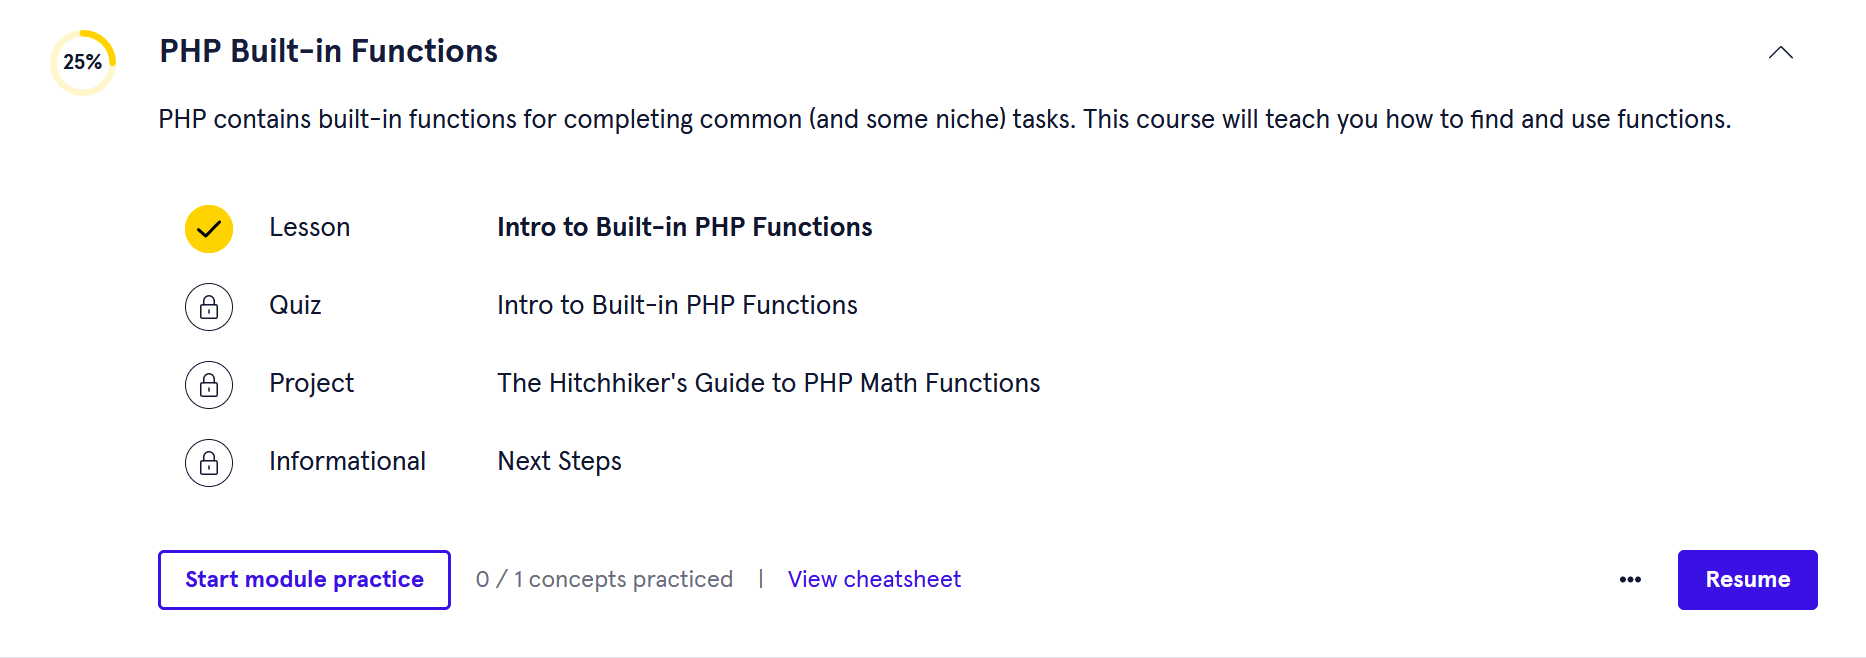 25%
PHP Built-in Functions
PHP contains built-in functions for completing common (and some niche) tasks. This course will teach you how to find and use functions.
Lesson Intro to Built-in PHP Functions
Quiz Intro to Built-in PHP Functions
Project The Hitchhiker's Guide to PHP Math Functions
Informational Next Steps
Start module practice 0 / 1 concepts practiced | View cheatsheet ••• Resume